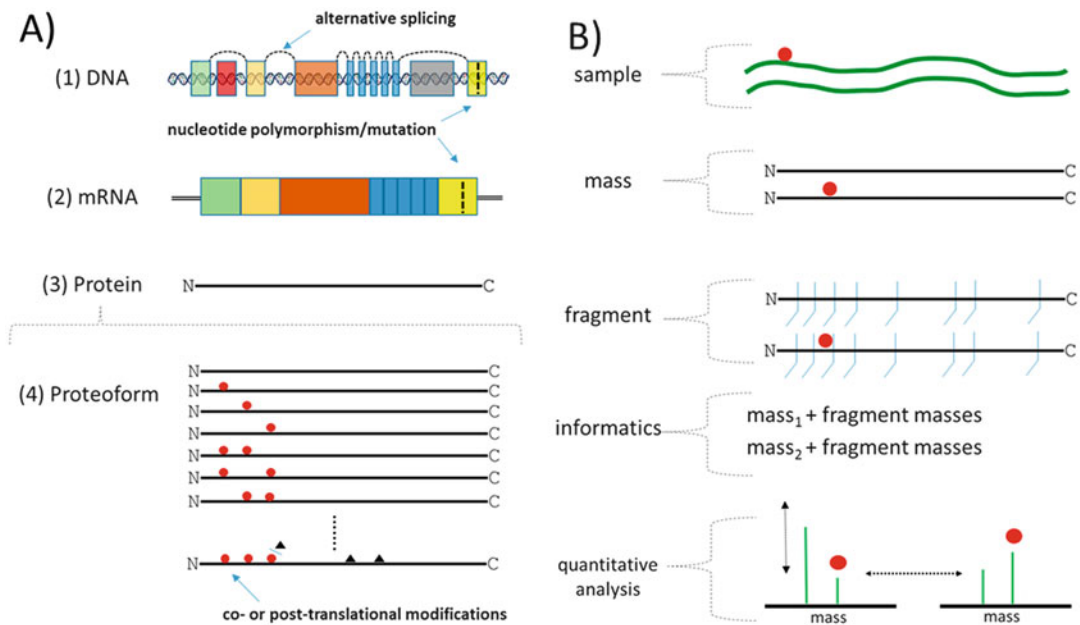 A)
alternative splicing
(1) DNA
nucleotide polymorphism/mutation
(2) mRNA
(3) Protein
N C
(4) Proteoform
N C
N C
N C
N C
N C
N C
N C
N C
co- or post-translational modifications
B)
sample
mass
N C
N C
fragment
N C
N C
informatics
mass₁ + fragment masses
mass₂ + fragment masses
quantitative
analysis
mass mass